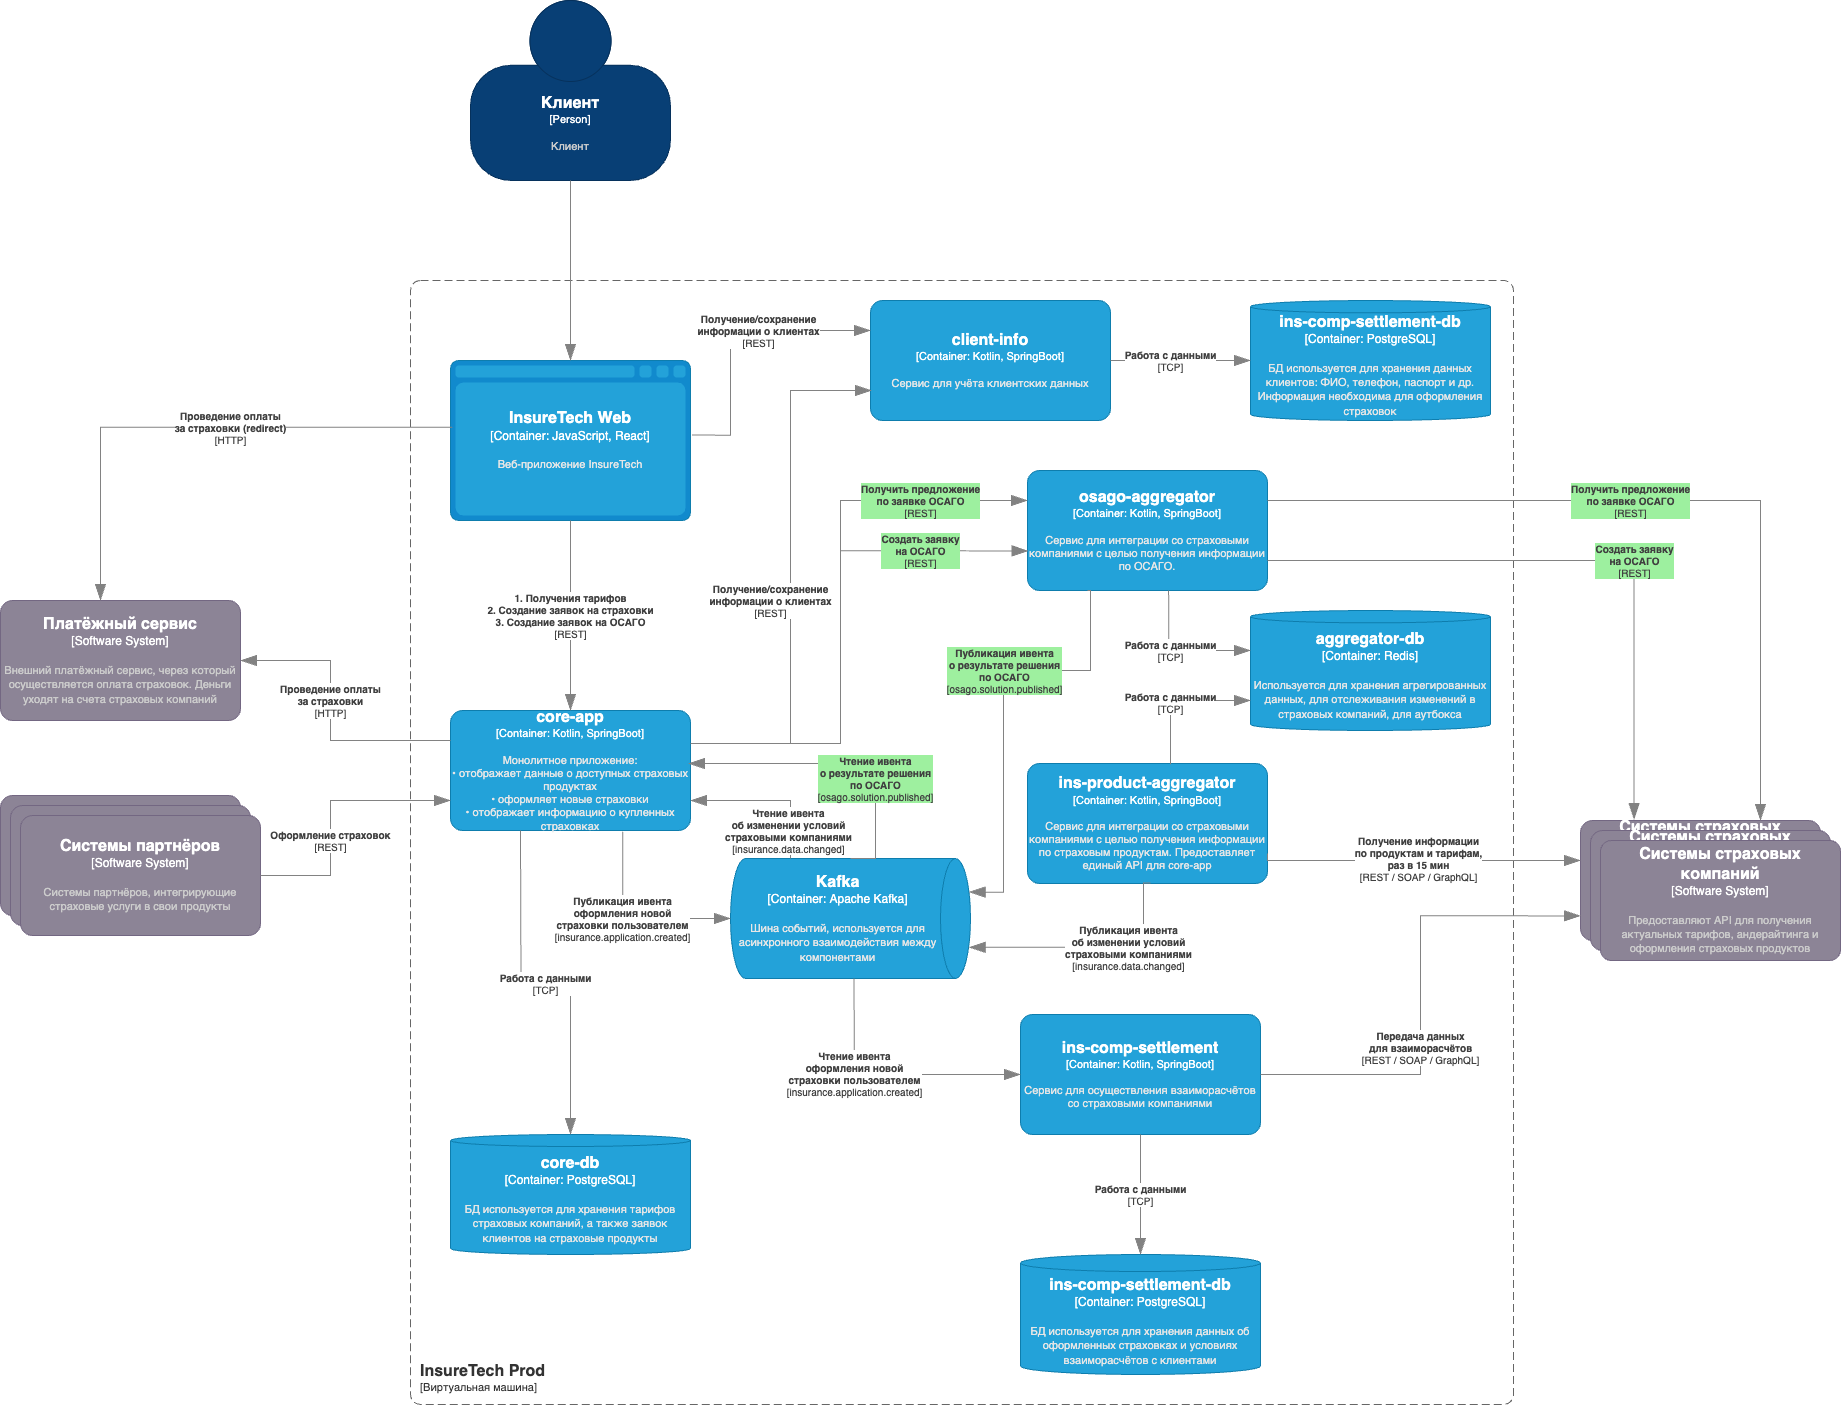 Клиент
[Person]
Клиент
Получение/сохранение
информации о клиентах
[REST]
client-info
[Container: Kotlin, SpringBoot]
Сервис для учёта клиентских данных
Работа с данными
[TCP]
ins-comp-settlement-db
[Container: PostgreSQL]
БД используется для хранения данных
клиентов: ФИО, телефон, паспорт и др.
Информация необходима для оформления
страховок
InsureTech Web
[Container: JavaScript, React]
Веб-приложение InsureTech
Проведение оплаты
за страховки (redirect)
[HTTP]
Получить предложение
по заявке ОСАГО
[REST]
Создать заявку
на ОСАГО
[REST]
osago-aggregator
[Container: Kotlin, SpringBoot]
Сервис для интеграции со страховыми
компаниями с целью получения информации
по ОСАГО.
Получить предложение
по заявке ОСАГО
[REST]
Создать заявку
на ОСАГО
[REST]
1. Получения тарифов
2. Создание заявок на страховки
3. Создание заявок на ОСАГО
[REST]
Получение/сохранение
информации о клиентах
[REST]
Платёжный сервис
[Software System]
Внешний платёжный сервис, через который
осуществляется оплата страховок. Деньги
уходят на счета страховых компаний
Проведение оплаты
за страховки
[HTTP]
Публикация ивента
о результате решения
по ОСАГО
[osago.solution.published]
Работа с данными
[TCP]
Работа с данными
[TCP]
aggregator-db
[Container: Redis]
Используется для хранения агрегированных
данных, для отслеживания изменений в
страховых компаний, для аутбокса
core-app
[Container: Kotlin, SpringBoot]
Монолитное приложение:
• отображает данные о доступных страховых
продуктах
• оформляет новые страховки
• отображает информацию о купленных
страховках
Чтение ивента
о результате решения
по ОСАГО
[osago.solution.published]
Чтение ивента
об изменении условий
страховыми компаниями
[insurance.data.changed]
ins-product-aggregator
[Container: Kotlin, SpringBoot]
Сервис для интеграции со страховыми
компаниями с целью получения информации
по страховым продуктам. Предоставляет
единый API для core-app
Получение информации
по продуктам и тарифам,
раз в 15 мин
[REST / SOAP / GraphQL]
Системы страховых
Системы страховых
Системы страховых
компаний
[Software System]
Предоставляют API для получения
актуальных тарифов, андерайтинга и
оформления страховых продуктов
Системы партнёров
[Software System]
Системы партнёров, интегрирующие
страховые услуги в свои продукты
Оформление страховок
[REST]
Публикация ивента
оформления новой
страховки пользователем
[insurance.application.created]
Kafka
[Container: Apache Kafka]
Шина событий, используется для
асинхронного взаимодействия между
компонентами
Публикация ивента
об изменении условий
страховыми компаниями
[insurance.data.changed]
Работа с данными
[TCP]
Чтение ивента
оформления новой
страховки пользователем
[insurance.application.created]
ins-comp-settlement
[Container: Kotlin, SpringBoot]
Сервис для осуществления взаиморасчётов
со страховыми компаниями
Передача данных
для взаиморасчётов
[REST / SOAP / GraphQL]
core-db
[Container: PostgreSQL]
БД используется для хранения тарифов
страховых компаний, а также заявок
клиентов на страховые продукты
Работа с данными
[TCP]
ins-comp-settlement-db
[Container: PostgreSQL]
БД используется для хранения данных об
оформленных страховках и условиях
взаиморасчётов с клиентами
InsureTech Prod
[Виртуальная машина]